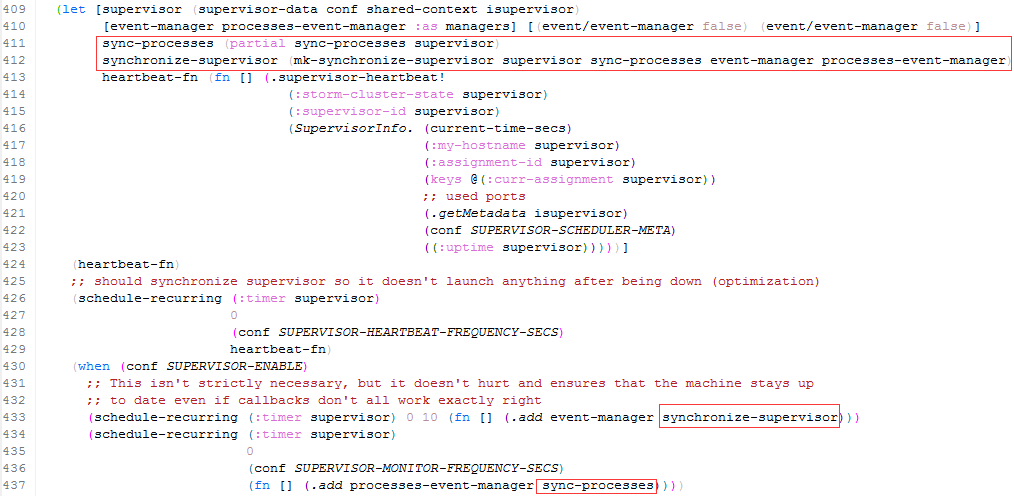 409 (let [supervisor (supervisor-data conf shared-context isupervisor)
410 [event-manager processes-event-manager :as managers] [(event/event-manager false) (event/event-manager false)]
411 sync-processes (partial sync-processes supervisor)
412 synchronize-supervisor (mk-synchronize-supervisor supervisor sync-processes event-manager processes-event-manager)
413 heartbeat-fn (fn [] (.supervisor-heartbeat!
414 (:storm-cluster-state supervisor)
415 (:supervisor-id supervisor)
416 (SupervisorInfo. (current-time-secs)
417 (:my-hostname supervisor)
418 (:assignment-id supervisor)
419 (keys @(:curr-assignment supervisor))
420 ;; used ports
421 (.getMetadata isupervisor)
422 (conf SUPERVISOR-SCHEDULER-META)
423 ((:uptime supervisor)))))]
424 (heartbeat-fn)
425 ;; should synchronize supervisor so it doesn't launch anything after being down (optimization)
426 (schedule-recurring (:timer supervisor)
427 0
428 (conf SUPERVISOR-HEARTBEAT-FREQUENCY-SECS)
429 heartbeat-fn)
430 (when (conf SUPERVISOR-ENABLE)
431 ;; This isn't strictly necessary, but it doesn't hurt and ensures that the machine stays up
432 ;; to date even if callbacks don't all work exactly right
433 (schedule-recurring (:timer supervisor) 0 10 (fn [] (.add event-manager synchronize-supervisor)))
434 (schedule-recurring (:timer supervisor)
435 0
436 (conf SUPERVISOR-MONITOR-FREQUENCY-SECS)
437 (fn [] (.add processes-event-manager sync-processes))))